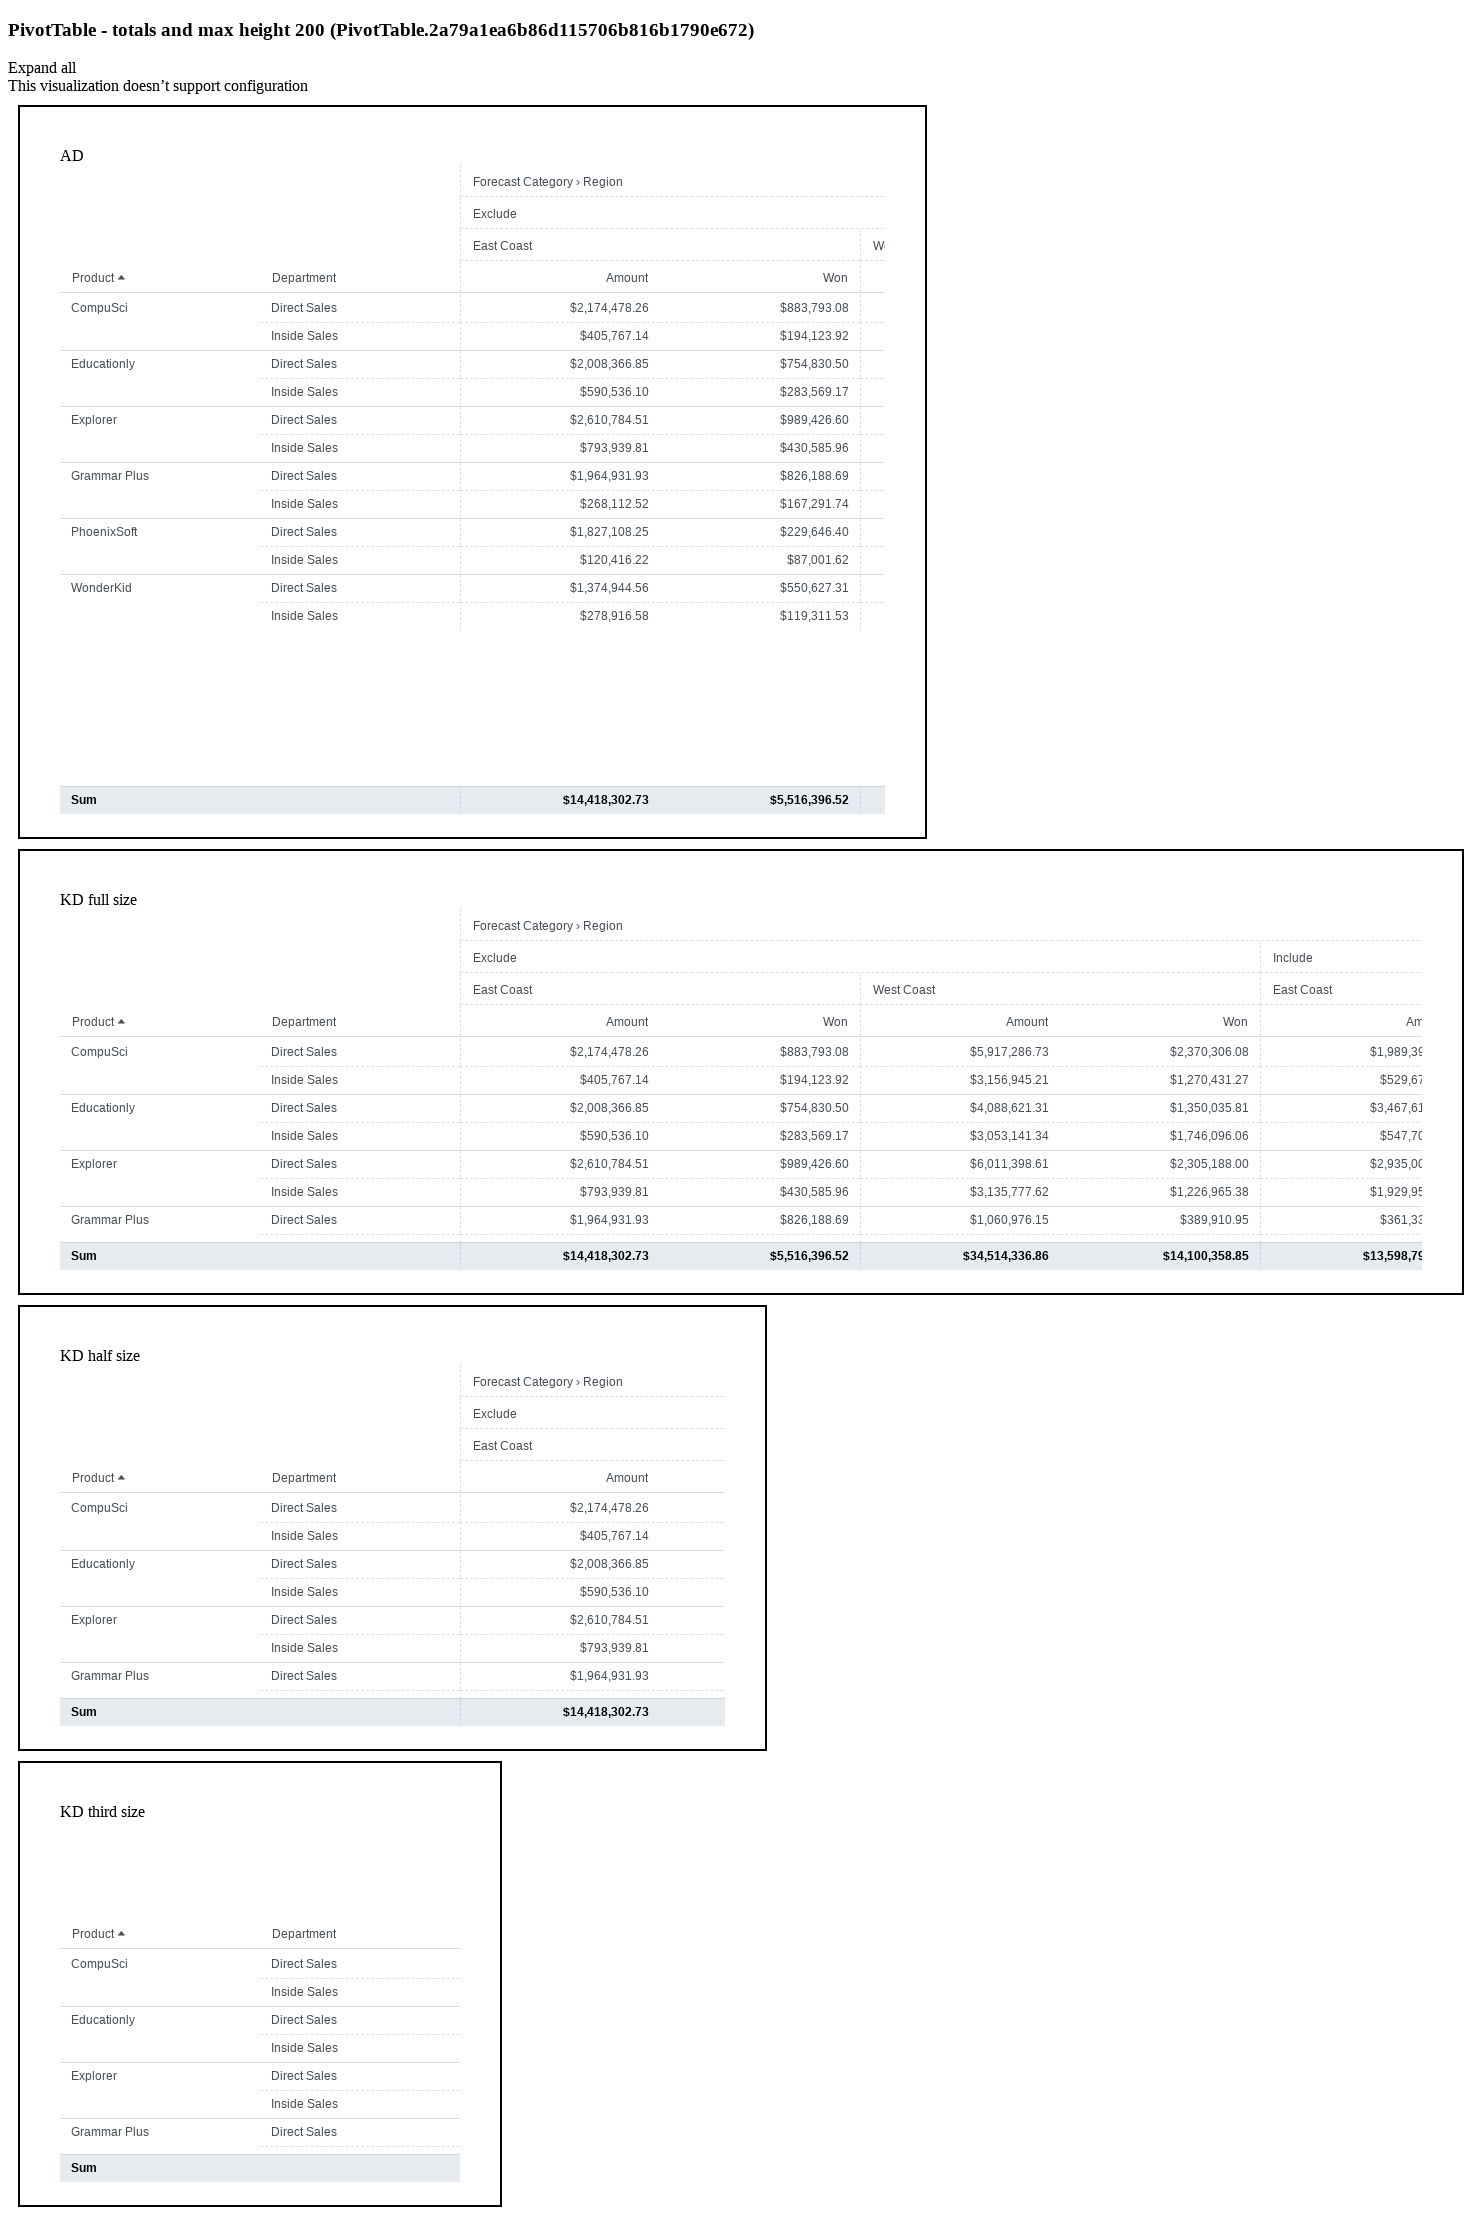 PivotTable - totals and max height 200 (PivotTable.2a79a1ea6b86d115706b816b1790e672)
Expand all
This visualization doesn’t support configuration
AD
Forecast Category › Region
Exclude
East Coast
Product Department Amount Won
CompuSci Direct Sales $2,174,478.26 $883,793.08
Inside Sales $405,767.14 $194,123.92
Educationly Direct Sales $2,008,366.85 $754,830.50
Inside Sales $590,536.10 $283,569.17
Explorer Direct Sales $2,610,784.51 $989,426.60
Inside Sales $793,939.81 $430,585.96
Grammar Plus Direct Sales $1,964,931.93 $826,188.69
Inside Sales $268,112.52 $167,291.74
PhoenixSoft Direct Sales $1,827,108.25 $229,646.40
Inside Sales $120,416.22 $87,001.62
WonderKid Direct Sales $1,374,944.56 $550,627.31
Inside Sales $278,916.58 $119,311.53
Sum $14,418,302.73 $5,516,396.52
KD full size
Forecast Category › Region
Exclude Include
East Coast West Coast East Coast
Product Department Amount Won Amount Won Am
CompuSci Direct Sales $2,174,478.26 $883,793.08 $5,917,286.73 $2,370,306.08 $1,989,39
Inside Sales $405,767.14 $194,123.92 $3,156,945.21 $1,270,431.27 $529,67
Educationly Direct Sales $2,008,366.85 $754,830.50 $4,088,621.31 $1,350,035.81 $3,467,61
Inside Sales $590,536.10 $283,569.17 $3,053,141.34 $1,746,096.06 $547,70
Explorer Direct Sales $2,610,784.51 $989,426.60 $6,011,398.61 $2,305,188.00 $2,935,00
Inside Sales $793,939.81 $430,585.96 $3,135,777.62 $1,226,965.38 $1,929,95
Grammar Plus Direct Sales $1,964,931.93 $826,188.69 $1,060,976.15 $389,910.95 $361,33
Sum $14,418,302.73 $5,516,396.52 $34,514,336.86 $14,100,358.85 $13,598,79
KD half size
Forecast Category › Region
Exclude
East Coast
Product Department Amount
CompuSci Direct Sales $2,174,478.26
Inside Sales $405,767.14
Educationly Direct Sales $2,008,366.85
Inside Sales $590,536.10
Explorer Direct Sales $2,610,784.51
Inside Sales $793,939.81
Grammar Plus Direct Sales $1,964,931.93
Sum $14,418,302.73
KD third size
Product Department
CompuSci Direct Sales
Inside Sales
Educationly Direct Sales
Inside Sales
Explorer Direct Sales
Inside Sales
Grammar Plus Direct Sales
Sum